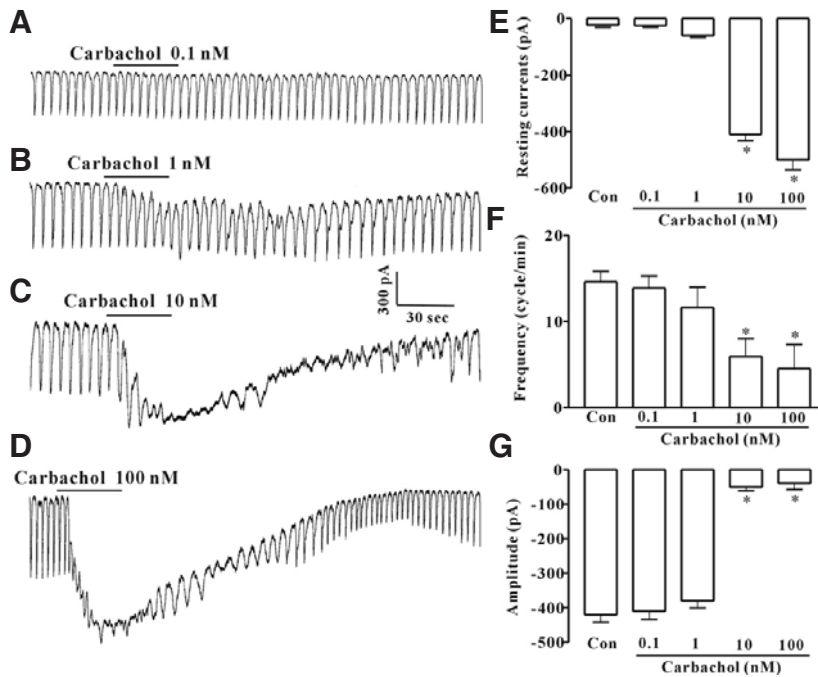 A
Carbachol 0.1 nM
B
Carbachol 1 nM
300 pA
30 sec
C
Carbachol 10 nM
D
Carbachol 100 nM
E
Resting currents (pA)
0
-200
-400
-600
* *
Con 0.1 1 10 100
Carbachol (nM)
F
Frequency (cycle/min)
20
10
0
* *
Con 0.1 1 10 100
Carbachol (nM)
G
Amplitude (pA)
0
-100
-200
-300
-400
-500
* *
Con 0.1 1 10 100
Carbachol (nM)